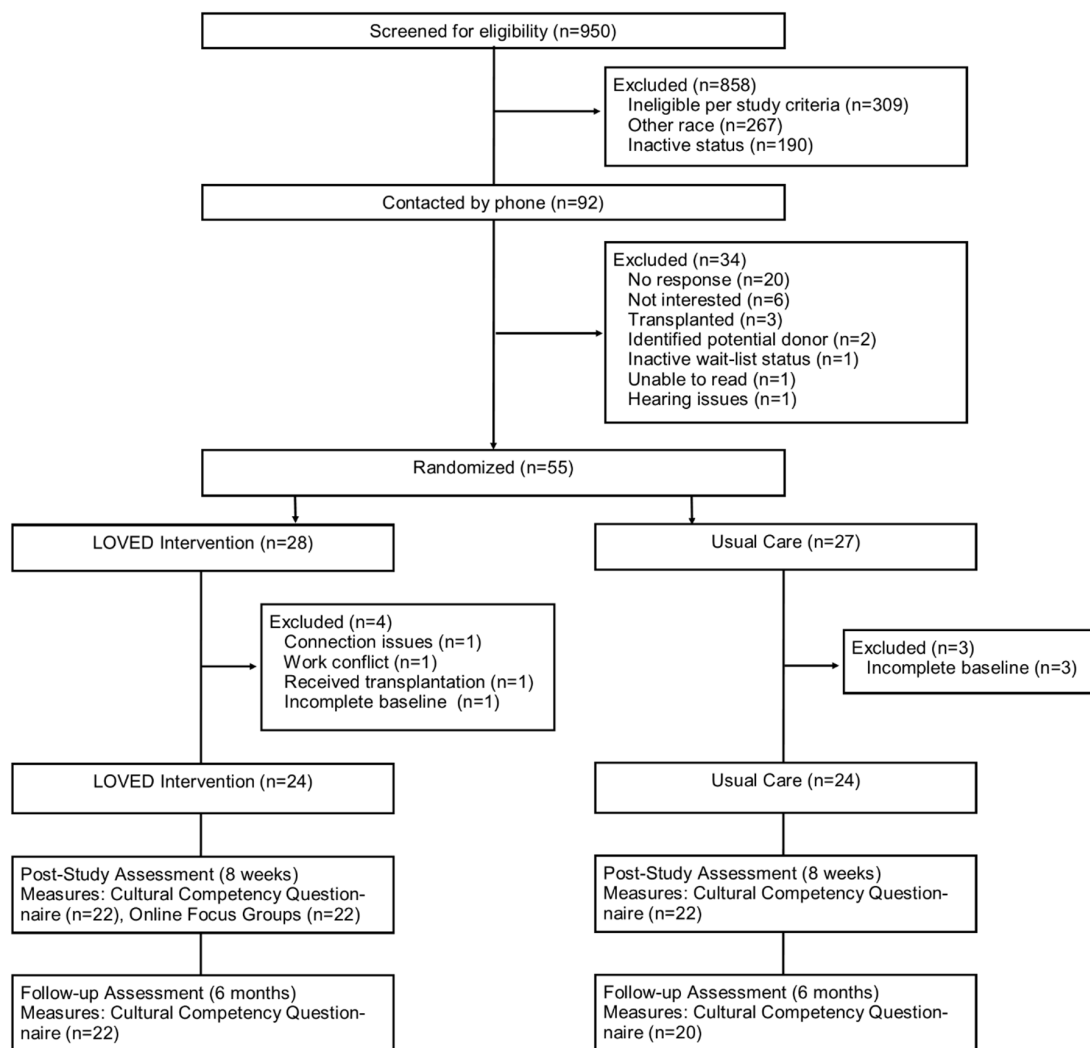 Screened for eligibility (n=950)
Excluded (n=858)
Ineligible per study criteria (n=309)
Other race (n=267)
Inactive status (n=190)
Contacted by phone (n=92)
Excluded (n=34)
No response (n=20)
Not interested (n=6)
Transplanted (n=3)
Identified potential donor (n=2)
Inactive wait-list status (n=1)
Unable to read (n=1)
Hearing issues (n=1)
Randomized (n=55)
LOVED Intervention (n=28)
Usual Care (n=27)
Excluded (n=4)
Connection issues (n=1)
Work conflict (n=1)
Received transplantation (n=1)
Incomplete baseline (n=1)
Excluded (n=3)
Incomplete baseline (n=3)
LOVED Intervention (n=24)
Usual Care (n=24)
Post-Study Assessment (8 weeks)
Measures: Cultural Competency Question-
naire (n=22), Online Focus Groups (n=22)
Post-Study Assessment (8 weeks)
Measures: Cultural Competency Question-
naire (n=22)
Follow-up Assessment (6 months)
Measures: Cultural Competency Question-
naire (n=22)
Follow-up Assessment (6 months)
Measures: Cultural Competency Question-
naire (n=20)